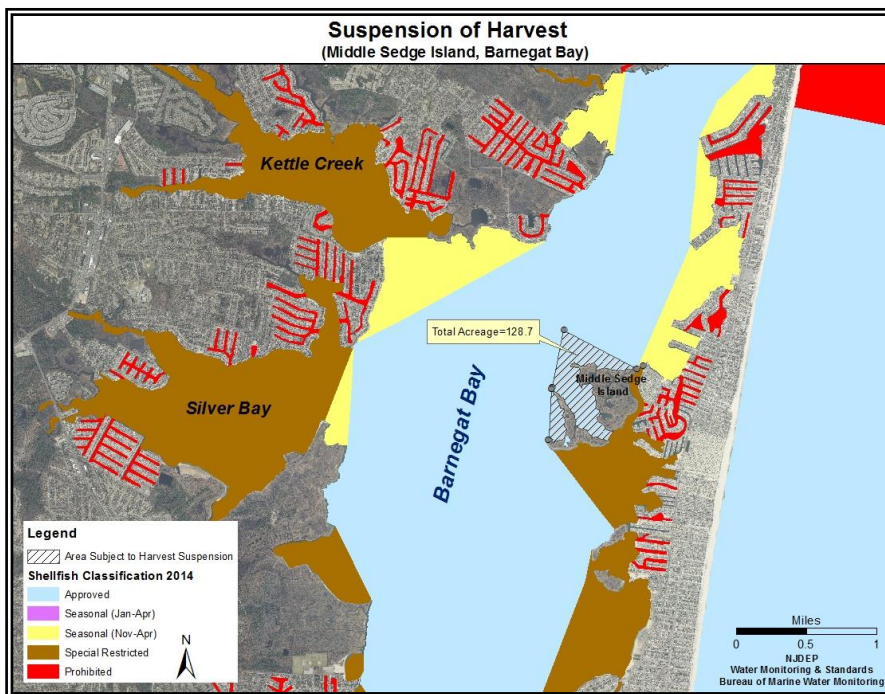 Suspension of Harvest
(Middle Sedge Island, Barnegat Bay)
Kettle Creek
Total Acreage=128.7
Middle Sedge
Island
Silver Bay
Barnegat Bay
Legend
Area Subject to Harvest Suspension
Shellfish Classification 2014
Approved
Seasonal (Jan-Apr)
Seasonal (Nov-Apr)
Special Restricted
Prohibited
N
Miles
0 0.5 1
NJDEP
Water Monitoring & Standards
Bureau of Marine Water Monitoring